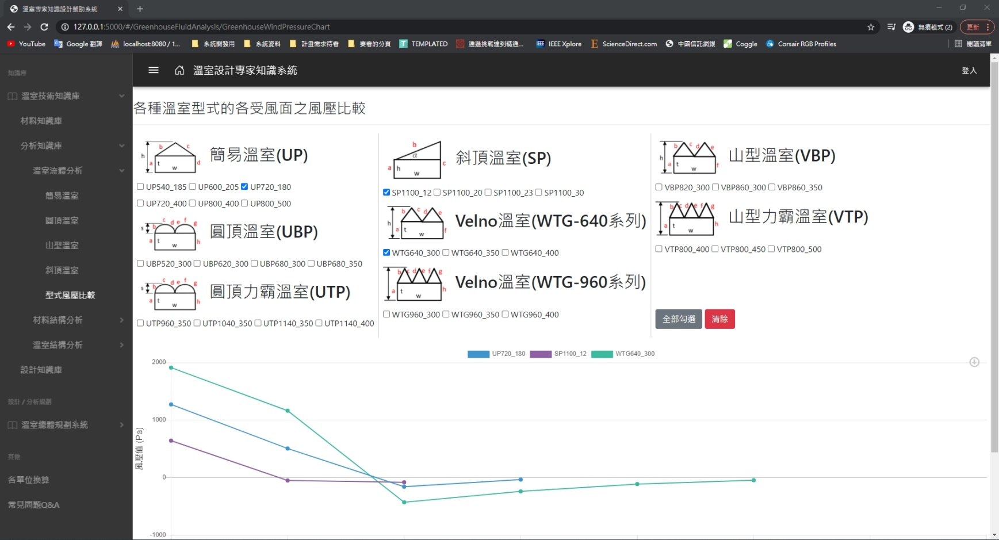 溫室專家知識設計輔助系統
127.0.0.1:5000/#/GreenhouseFluidAnalysis/GreenhouseWindPressureChart
無痕模式 (2)
更新
YouTube
Google 翻譯
localhost:8080 / 1...
系統開發用
系統資料
計畫需求待看
要看的分頁
TEMPLATED
通過挑戰達到精通...
IEEE Xplore
ScienceDirect.com
中國信託網銀
Coggle
Corsair RGB Profiles
閱讀清單
知識庫
溫室技術知識庫
材料知識庫
分析知識庫
溫室流體分析
簡易溫室
圓頂溫室
山型溫室
斜頂溫室
型式風壓比較
材料結構分析
溫室結構分析
設計知識庫
設計 / 分析規劃
溫室總體規劃系統
其他
各單位換算
常見問題Q&A
溫室設計專家知識系統
登入
各種溫室型式的各受風面之風壓比較
h a b c d t w
簡易溫室(UP)
UP540_185 UP600_205 UP720_180
UP720_400 UP800_400 UP800_500
s a b c d e f g h t w
圓頂溫室(UBP)
UBP520_300 UBP620_300 UBP680_300 UBP680_350
s a b c d e f g h t w
圓頂力霸溫室(UTP)
UTP960_350 UTP1040_350 UTP1140_350 UTP1140_400
a b c h w α
斜頂溫室(SP)
SP1100_12 SP1100_20 SP1100_23 SP1100_30
h a b c d e f t w
Velno溫室(WTG-640系列)
WTG640_300 WTG640_350 WTG640_400
a b c d e f g h t w
Velno溫室(WTG-960系列)
WTG960_300 WTG960_350 WTG960_400
h a b c d e f t w
山型溫室(VBP)
VBP820_300 VBP860_300 VBP860_350
a b c d e f g h t w
山型力霸溫室(VTP)
VTP800_400 VTP800_450 VTP800_500
全部勾選
清除
UP720_180 SP1100_12 WTG640_300
2000
1000
0
-1000
風壓值 (Pa)